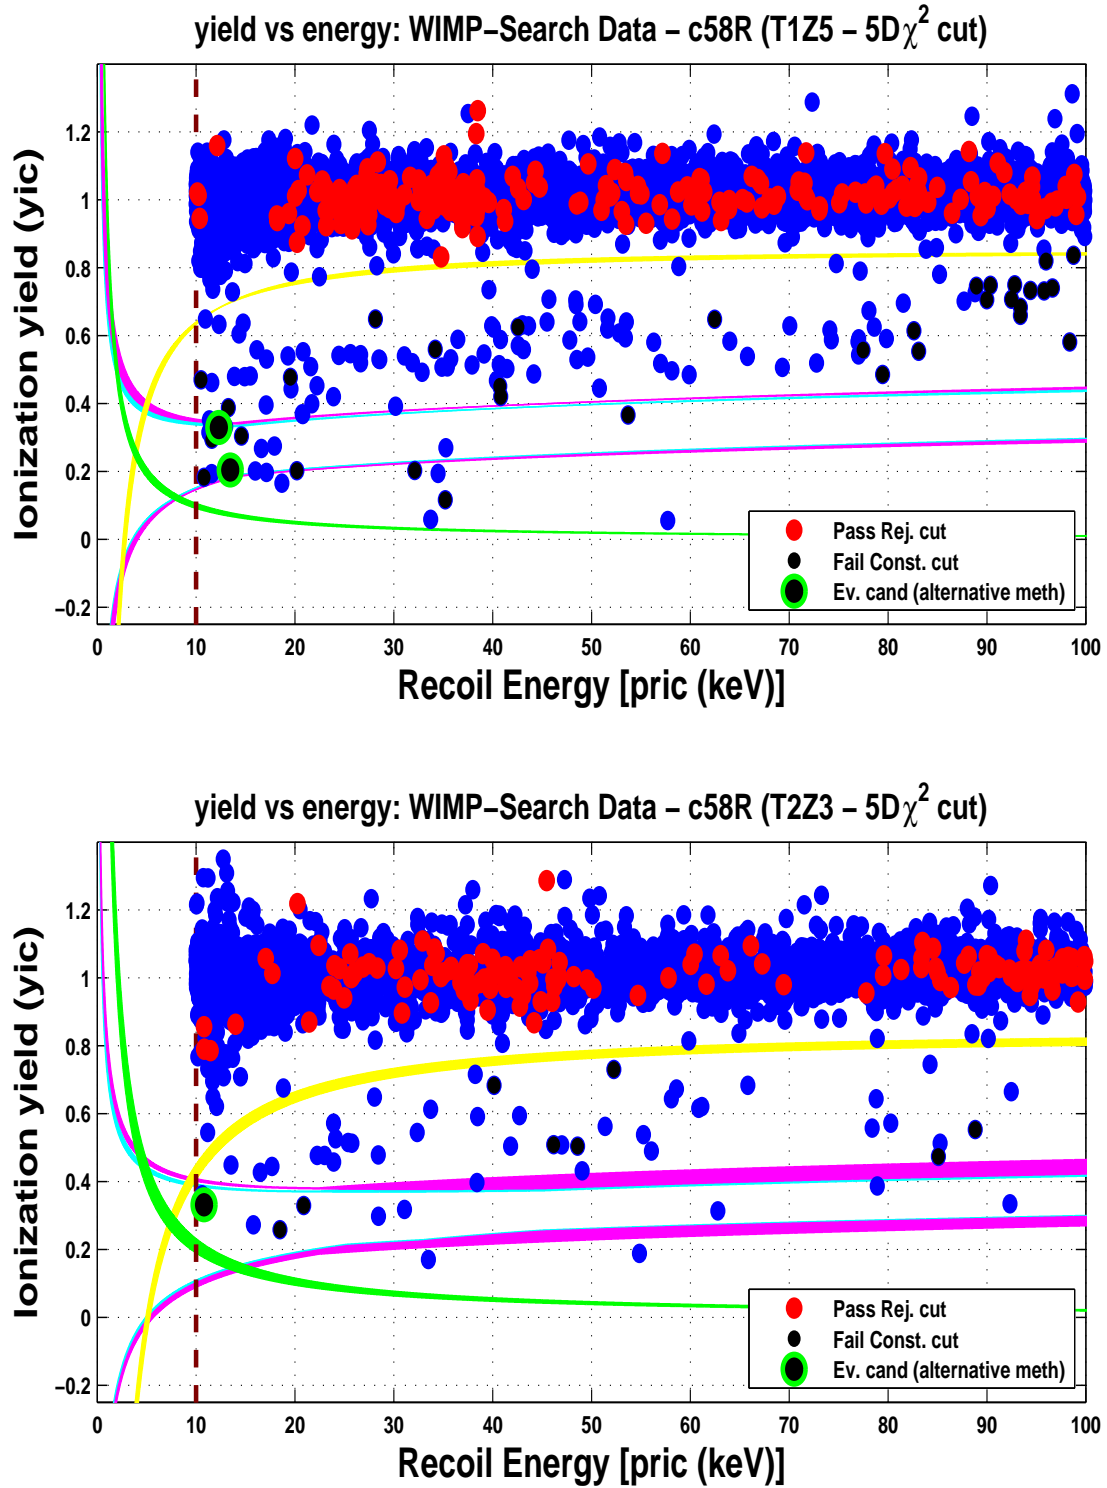 yield vs energy: WIMP−Search Data − c58R (T1Z5 − 5Dχ² cut)
Ionization yield (yic)
1.2
1
0.8
0.6
0.4
0.2
0
−0.2
Pass Rej. cut
Fail Const. cut
Ev. cand (alternative meth)
0 10 20 30 40 50 60 70 80 90 100
Recoil Energy [pric (keV)]
yield vs energy: WIMP−Search Data − c58R (T2Z3 − 5Dχ² cut)
Ionization yield (yic)
1.2
1
0.8
0.6
0.4
0.2
0
−0.2
Pass Rej. cut
Fail Const. cut
Ev. cand (alternative meth)
0 10 20 30 40 50 60 70 80 90 100
Recoil Energy [pric (keV)]